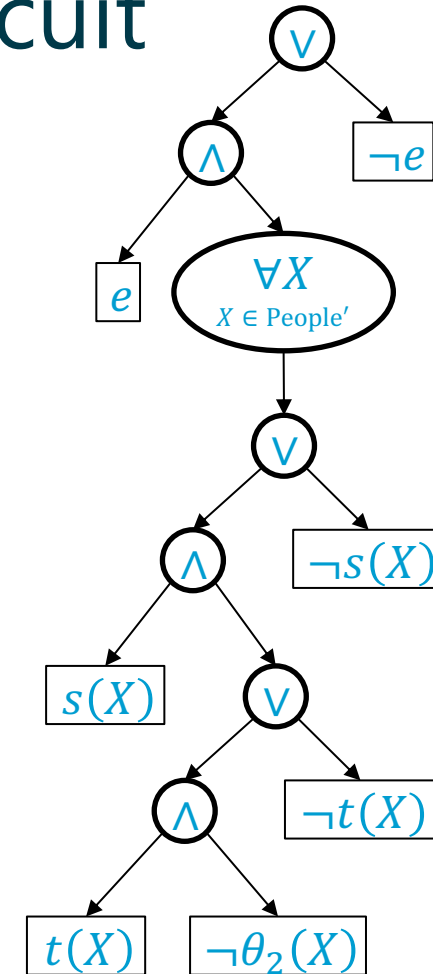 cuit
∨
∧
¬e
e
∀X
X ∈ People′
∨
∧
¬s(X)
s(X)
∨
∧
¬t(X)
t(X)
¬θ₂(X)